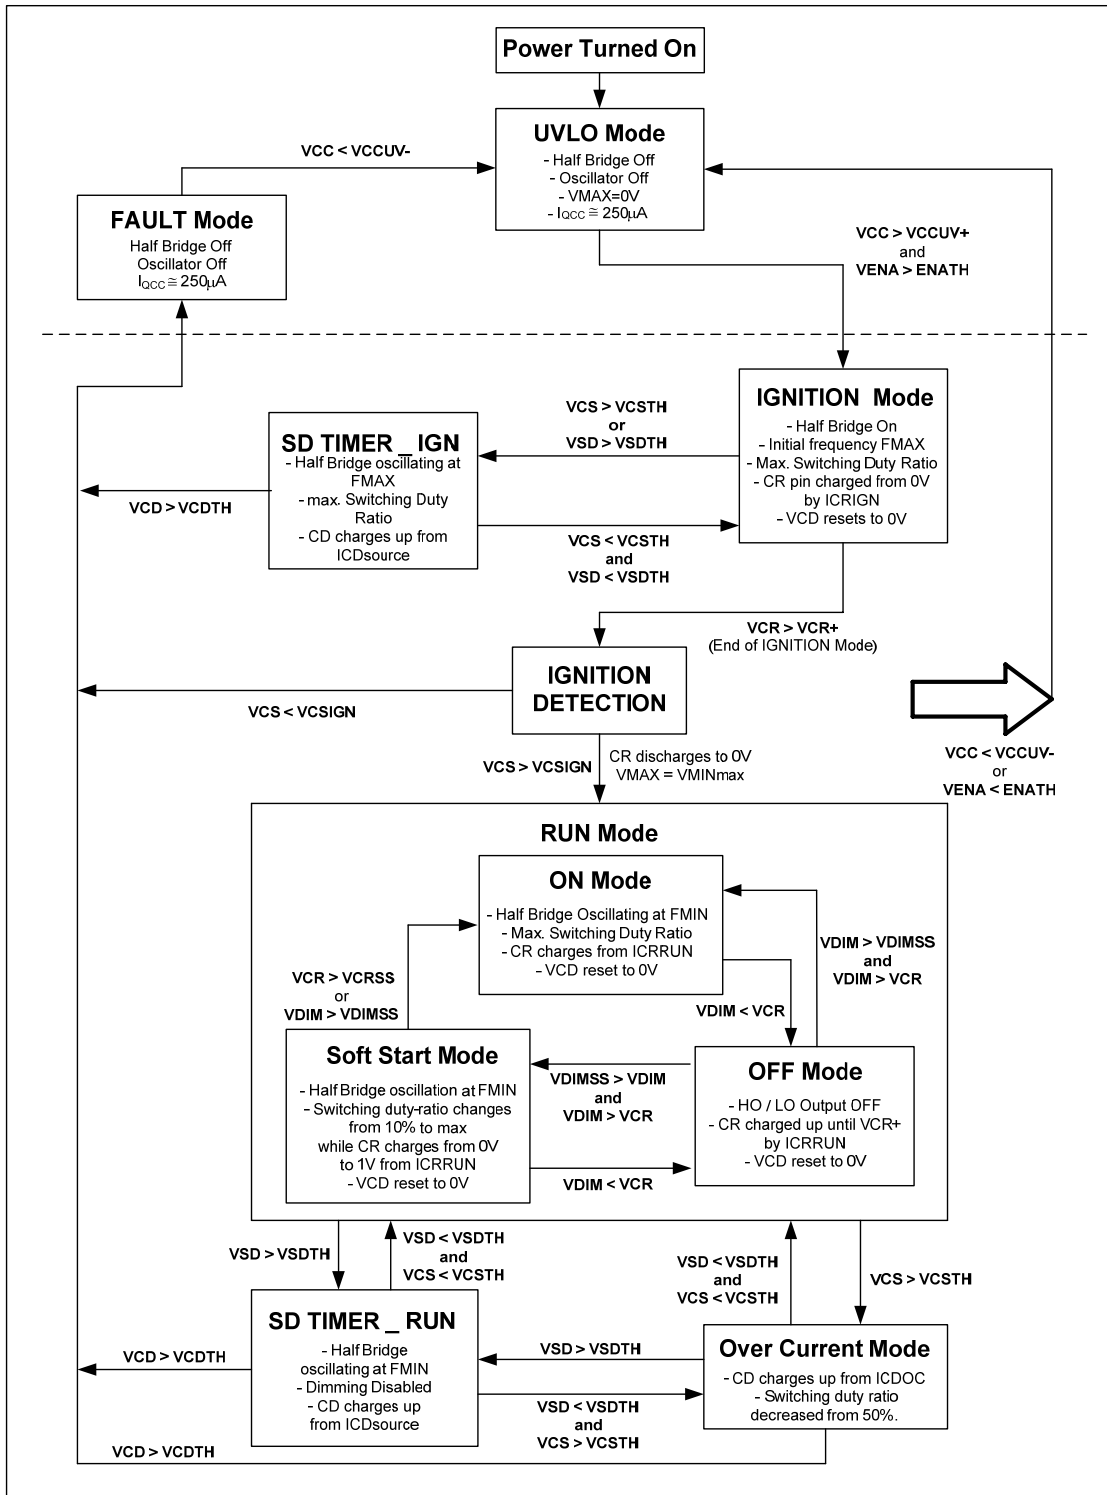 Power Turned On
UVLO Mode
- Half Bridge Off
- Oscillator Off
- VMAX=0V
- IQCC ≅ 250µA
VCC < VCCUV-
FAULT Mode
Half Bridge Off
Oscillator Off
IQCC ≅ 250µA
VCC > VCCUV+
and
VENA > ENATH
IGNITION Mode
- Half Bridge On
- Initial frequency FMAX
- Max. Switching Duty Ratio
- CR pin charged from 0V
by ICRIGN
- VCD resets to 0V
VCS > VCSTH
or
VSD > VSDTH
SD TIMER _ IGN
- Half Bridge oscillating at
FMAX
- max. Switching Duty
Ratio
- CD charges up from
ICDsource
VCD > VCDTH
VCS < VCSTH
and
VSD < VSDTH
VCR > VCR+
(End of IGNITION Mode)
IGNITION
DETECTION
VCS < VCSIGN
VCS > VCSIGN
CR discharges to 0V
VMAX = VMINmax
VCC < VCCUV-
or
VENA < ENATH
RUN Mode
ON Mode
- Half Bridge Oscillating at FMIN
- Max. Switching Duty Ratio
- CR charges from ICRRUN
- VCD reset to 0V
VDIM > VDIMSS
and
VDIM > VCR
VCR > VCRSS
or
VDIM > VDIMSS
VDIM < VCR
Soft Start Mode
- Half Bridge oscillation at FMIN
- Switching duty-ratio changes
from 10% to max
while CR charges from 0V
to 1V from ICRRUN
- VCD reset to 0V
VDIMSS > VDIM
and
VDIM > VCR
VDIM < VCR
OFF Mode
- HO / LO Output OFF
- CR charged up until VCR+
by ICRRUN
- VCD reset to 0V
VSD > VSDTH
VSD < VSDTH
and
VCS < VCSTH
VSD < VSDTH
and
VCS < VCSTH
VCS > VCSTH
SD TIMER _ RUN
- Half Bridge
oscillating at FMIN
- Dimming Disabled
- CD charges up
from ICDsource
VCD > VCDTH
VSD > VSDTH
VSD < VSDTH
and
VCS > VCSTH
Over Current Mode
- CD charges up from ICDOC
- Switching duty ratio
decreased from 50%.
VCD > VCDTH